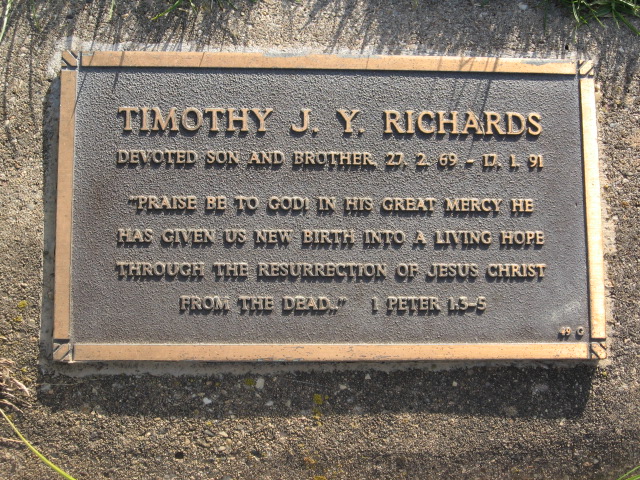 TIMOTHY J. Y. RICHARDS
DEVOTED SON AND BROTHER, 27. 2. 69 - 17. 1. 91
"PRAISE BE TO GOD! IN HIS GREAT MERCY HE
HAS GIVEN US NEW BIRTH INTO A LIVING HOPE
THROUGH THE RESURRECTION OF JESUS CHRIST
FROM THE DEAD,." 1 PETER 1.3-5
49 G